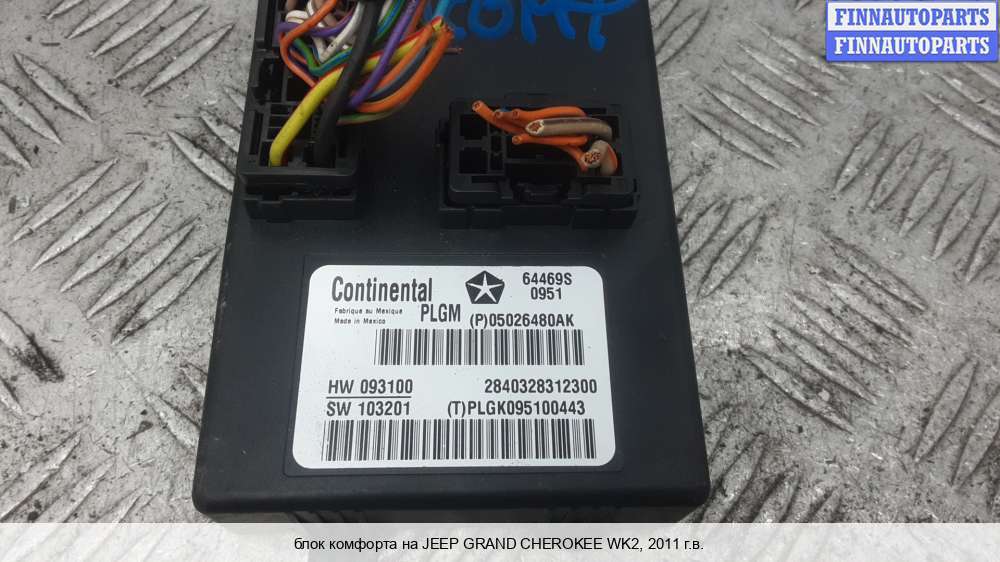 FINNAUTOPARTS
FINNAUTOPARTS
Continental
Fabrique au Mexique
Made in Mexico
PLGM
64469S
0951
(P)05026480AK
HW 093100
2840328312300
SW 103201
(T)PLGK095100443
блок комфорта на JEEP GRAND CHEROKEE WK2, 2011 г.в.